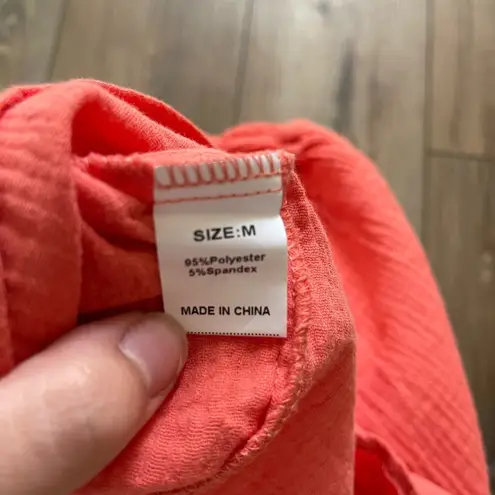 SIZE:M
95%Polyester
5%Spandex
MADE IN CHINA